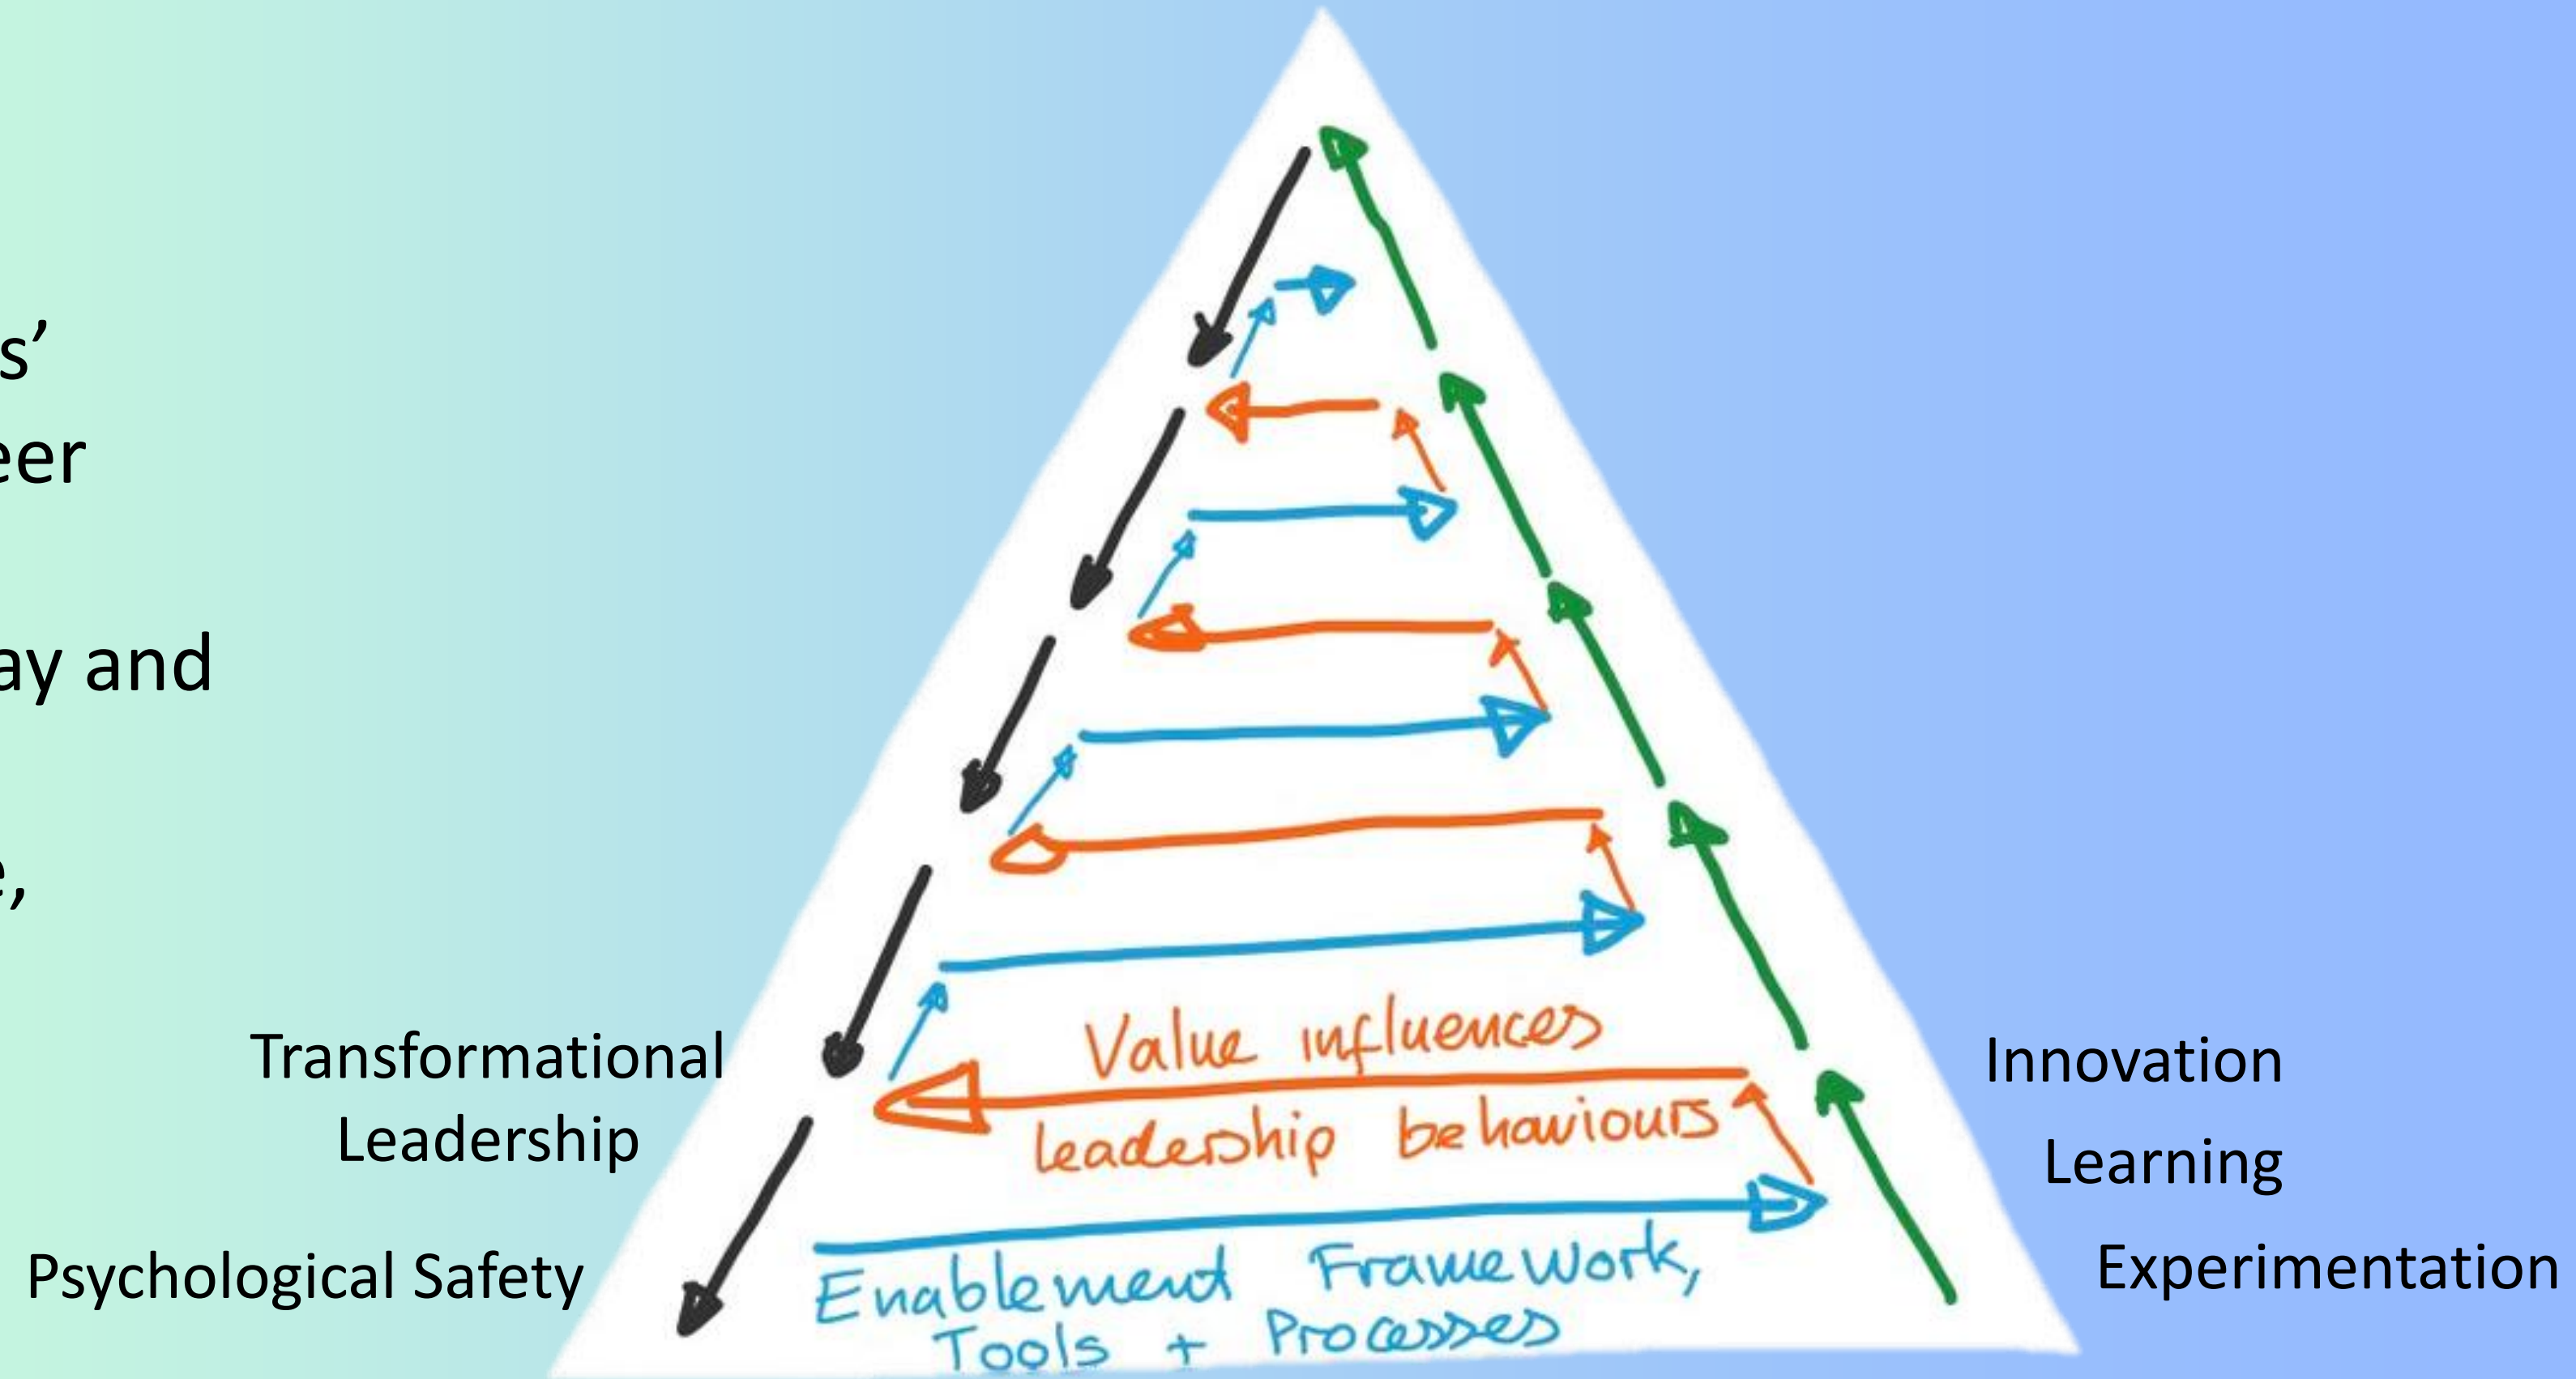 s’
eer
ay and
e,
Transformational
Leadership
Psychological Safety
Value influences
leadership behaviours
Enablement Framework,
Tools + Processes
Innovation
Learning
Experimentation